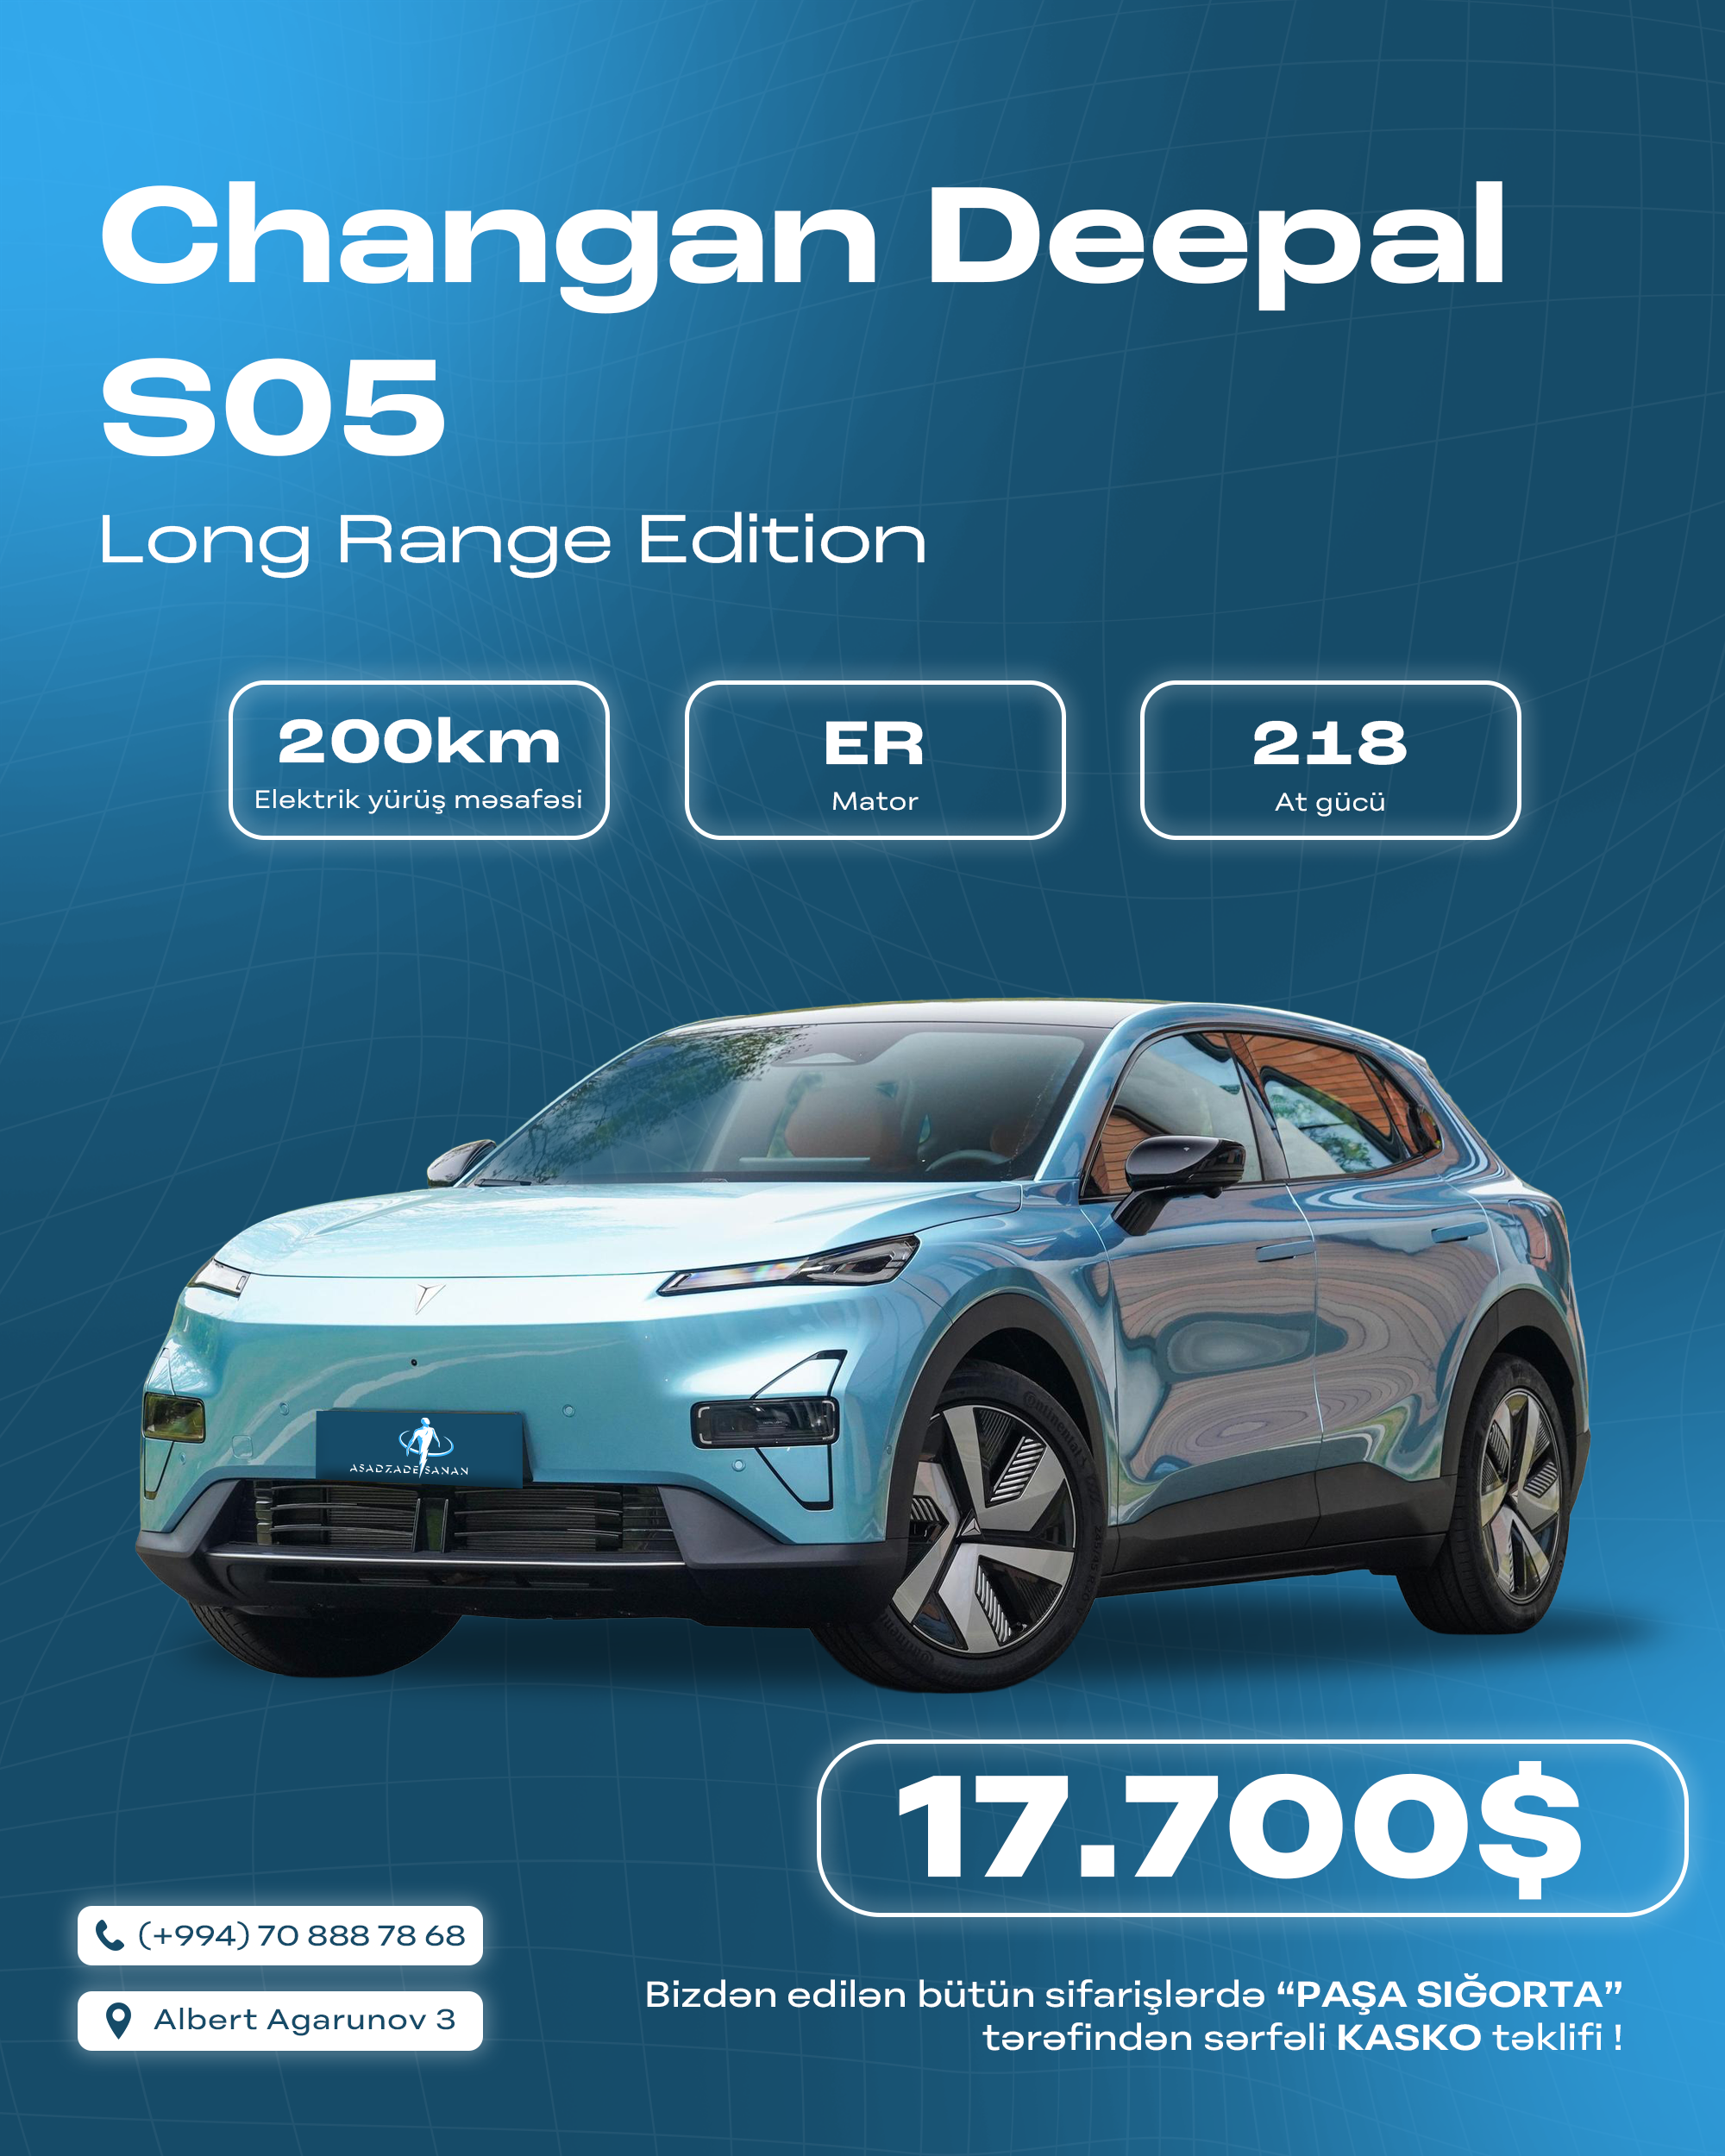 Changan Deepal
S05
Long Range Edition
200km
Elektrik yürüş məsafəsi
ER
Mator
218
At gücü
ASADZADE SANAN
17.700$
(+994) 70 888 78 68
Albert Agarunov 3
Bizdən edilən bütün sifarişlərdə “PAŞA SIĞORTA”
tərəfindən sərfəli KASKO təklifi !